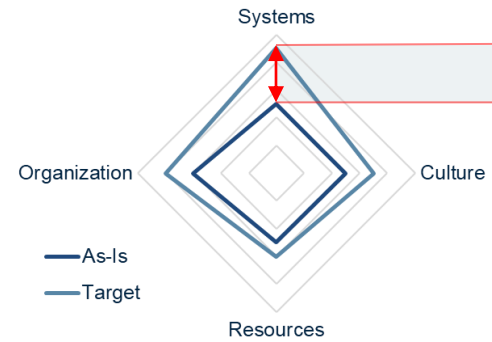 Systems
Organization
Culture
As-Is
Target
Resources